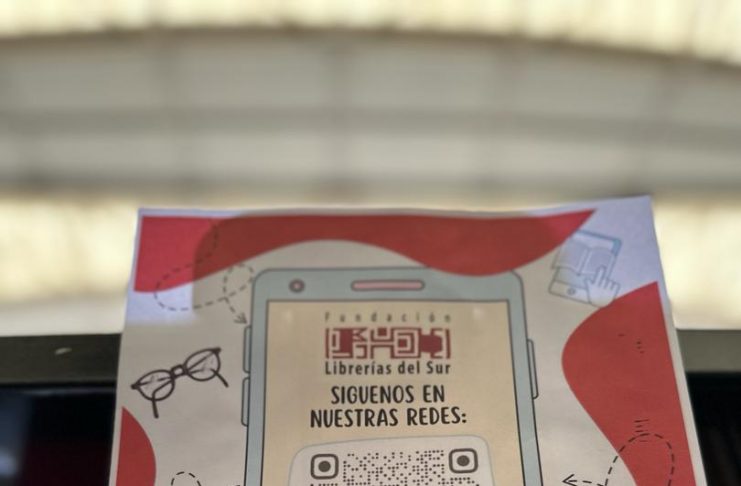 Fundación
Librerías del Sur
SIGUENOS EN
NUESTRAS REDES: